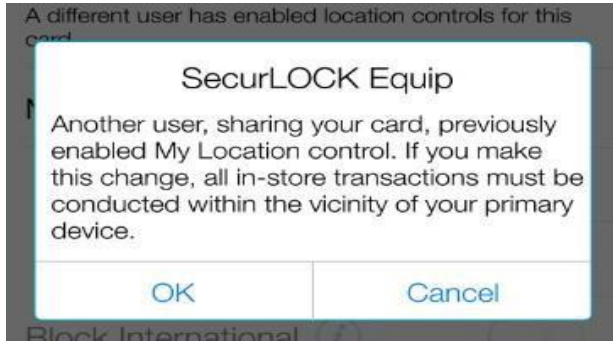 A different user has enabled location controls for this
card
SecurLOCK Equip
Another user, sharing your card, previously
enabled My Location control. If you make
this change, all in-store transactions must be
conducted within the vicinity of your primary
device.
OK Cancel
Block International